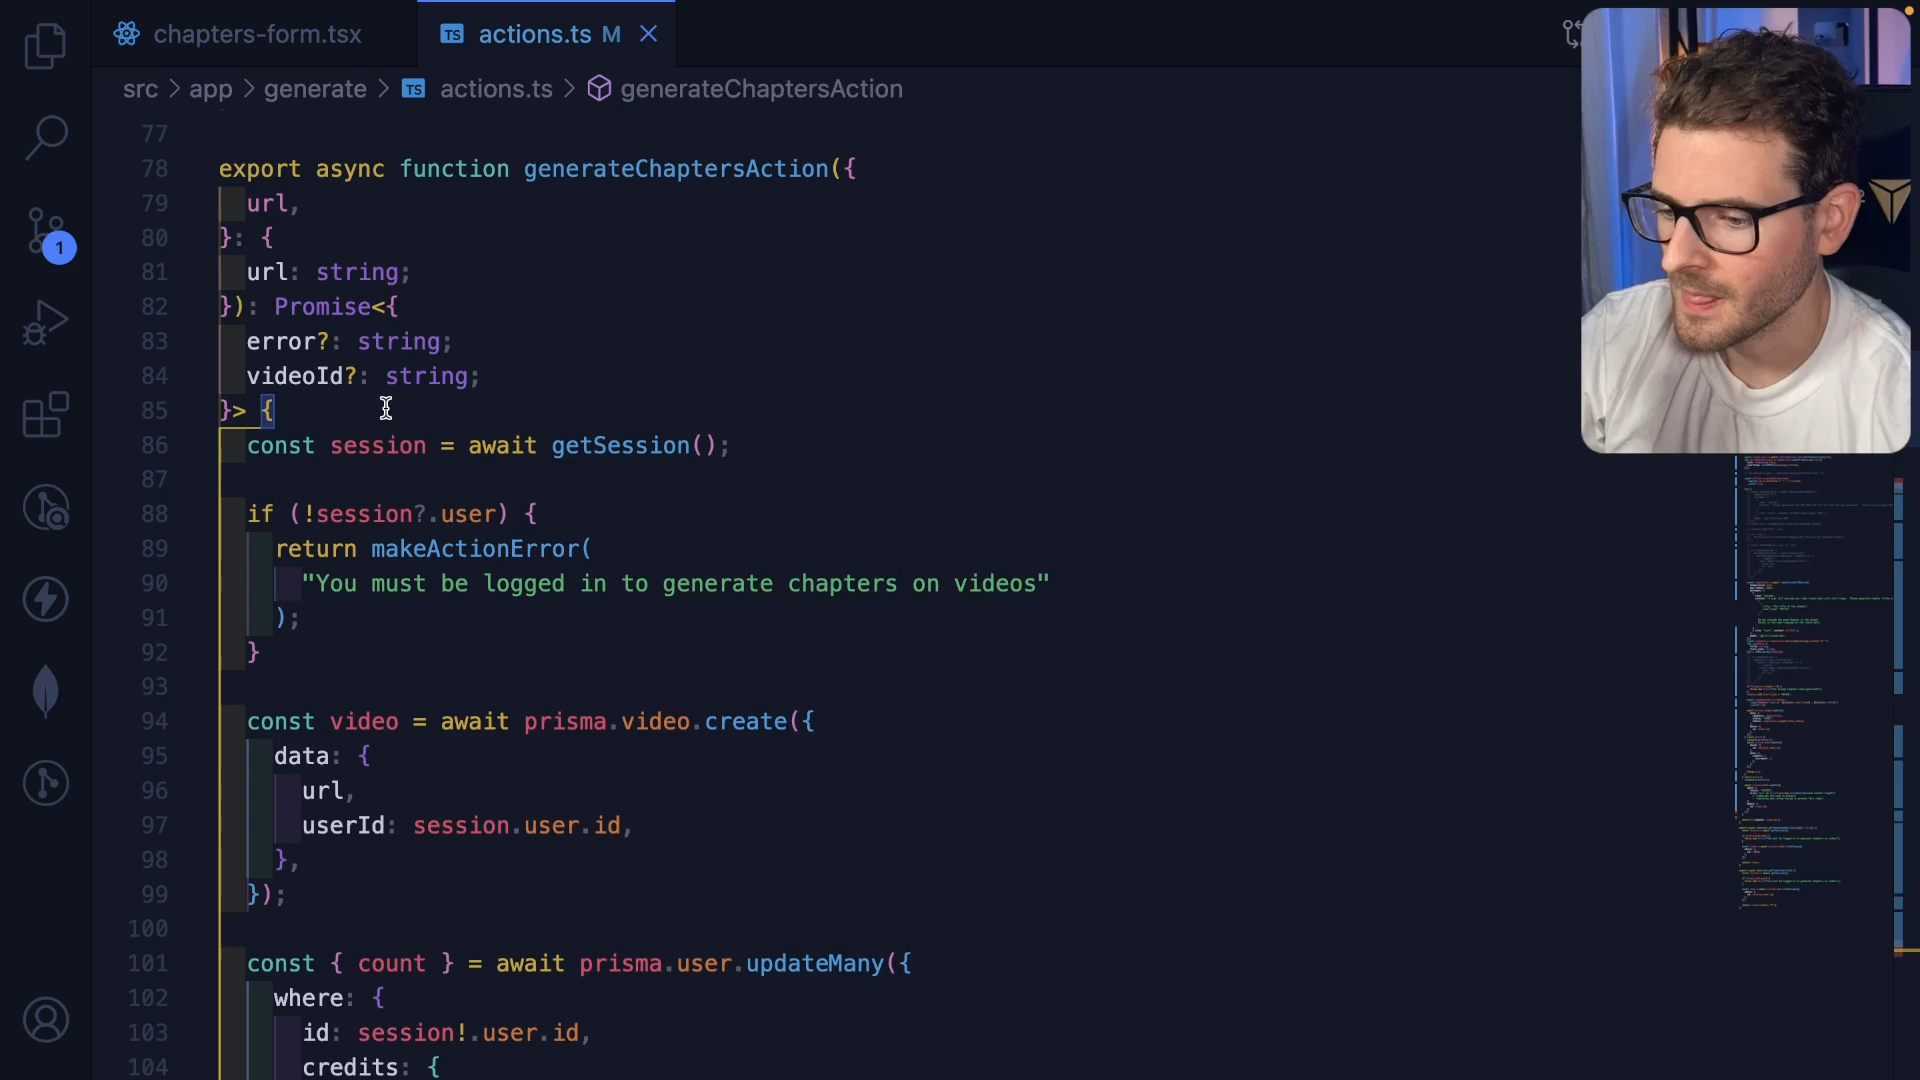 chapters-form.tsx
TS actions.ts M
src > app > generate > TS actions.ts > generateChaptersAction
77
78 export async function generateChaptersAction({
79 url,
80 }: {
81 url: string;
82 }): Promise<{
83 error?: string;
84 videoId?: string;
85 }> {
86 const session = await getSession();
87
88 if (!session?.user) {
89 return makeActionError(
90 "You must be logged in to generate chapters on videos"
91 );
92 }
93
94 const video = await prisma.video.create({
95 data: {
96 url,
97 userId: session.user.id,
98 },
99 });
100
101 const { count } = await prisma.user.updateMany({
102 where: {
103 id: session!.user.id,
104 credits: {
1